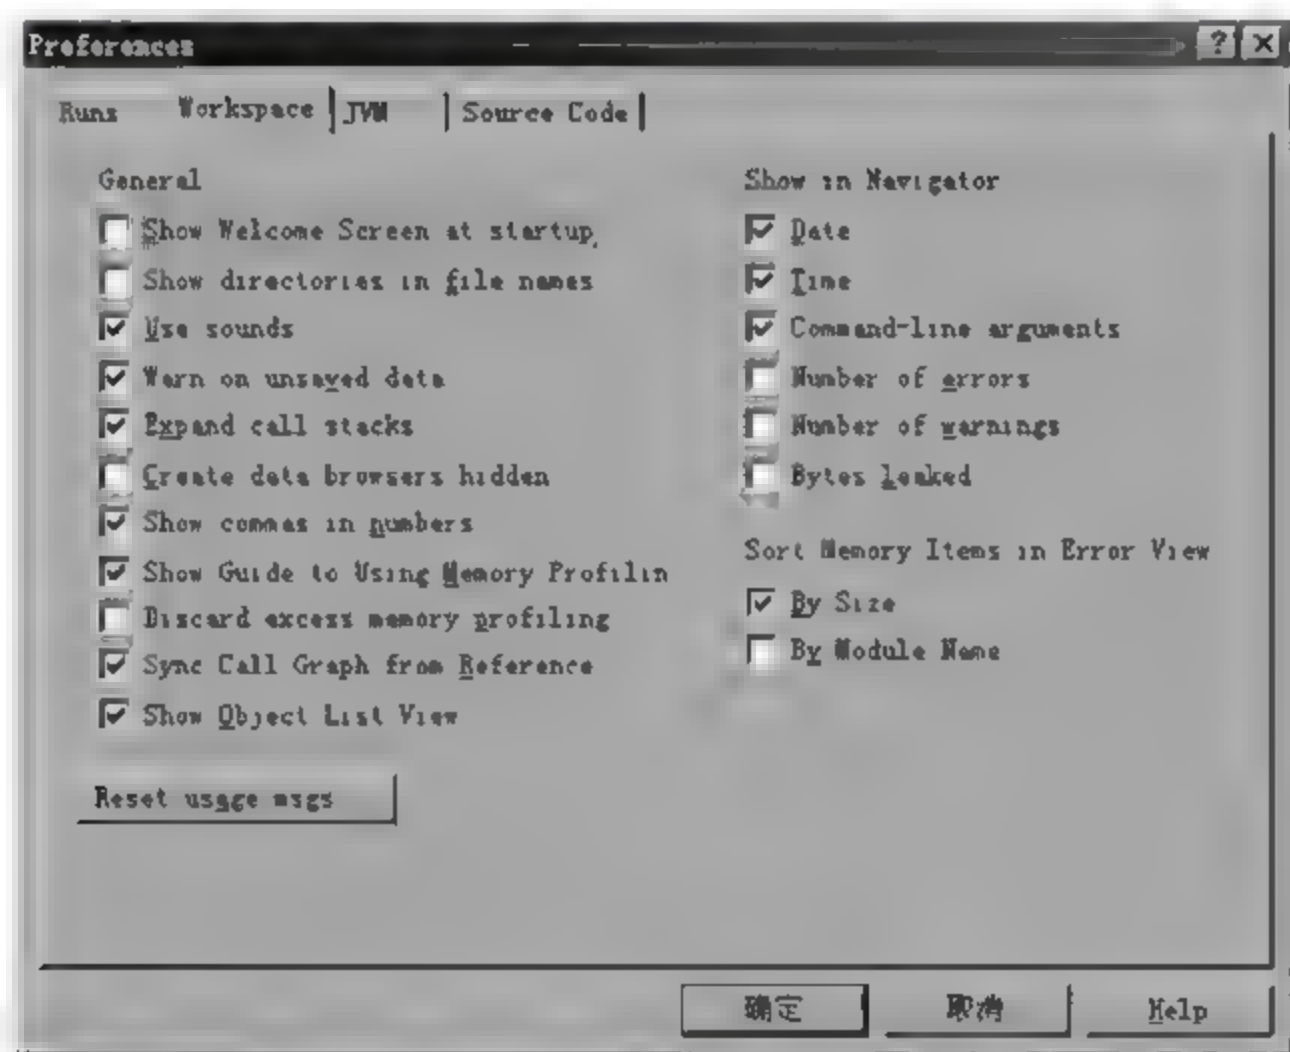 Preferences
Runs Workspace JVM Source Code
General
Show Welcome Screen at startup
Show directories in file names
Use sounds
Warn on unsaved data
Expand call stacks
Create data browsers hidden
Show commas in numbers
Show Guide to Using Memory Profilin
Discard excess memory profiling
Sync Call Graph from Reference
Show Object List View
Reset usage msgs
Show in Navigator
Date
Time
Command-line arguments
Number of errors
Number of warnings
Bytes leaked
Sort Memory Items in Error View
By Size
By Module Name
确定 取消 Help